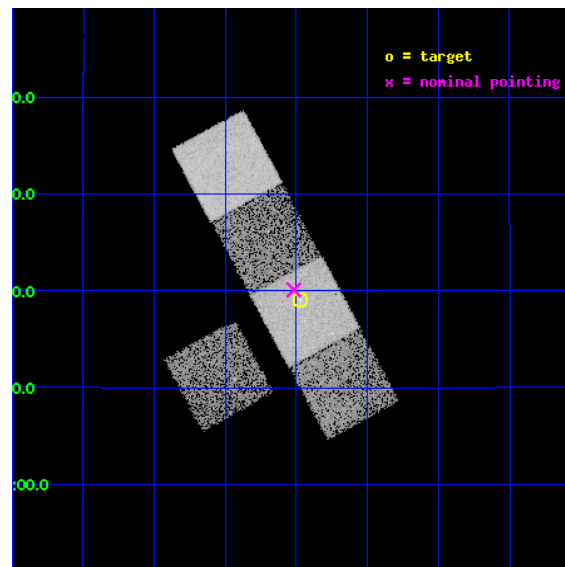 o = target
x = nominal pointing
0.0
0.0
0.0
0.0
:00.0